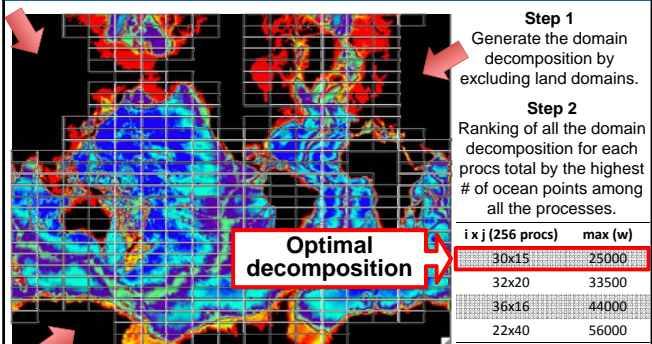 Step 1
Generate the domain
decomposition by
excluding land domains.
Step 2
Ranking of all the domain
decomposition for each
procs total by the highest
# of ocean points among
all the processes.
i x j (256 procs) max (w)
30x15 25000
32x20 33500
36x16 44000
22x40 56000
Optimal
decomposition